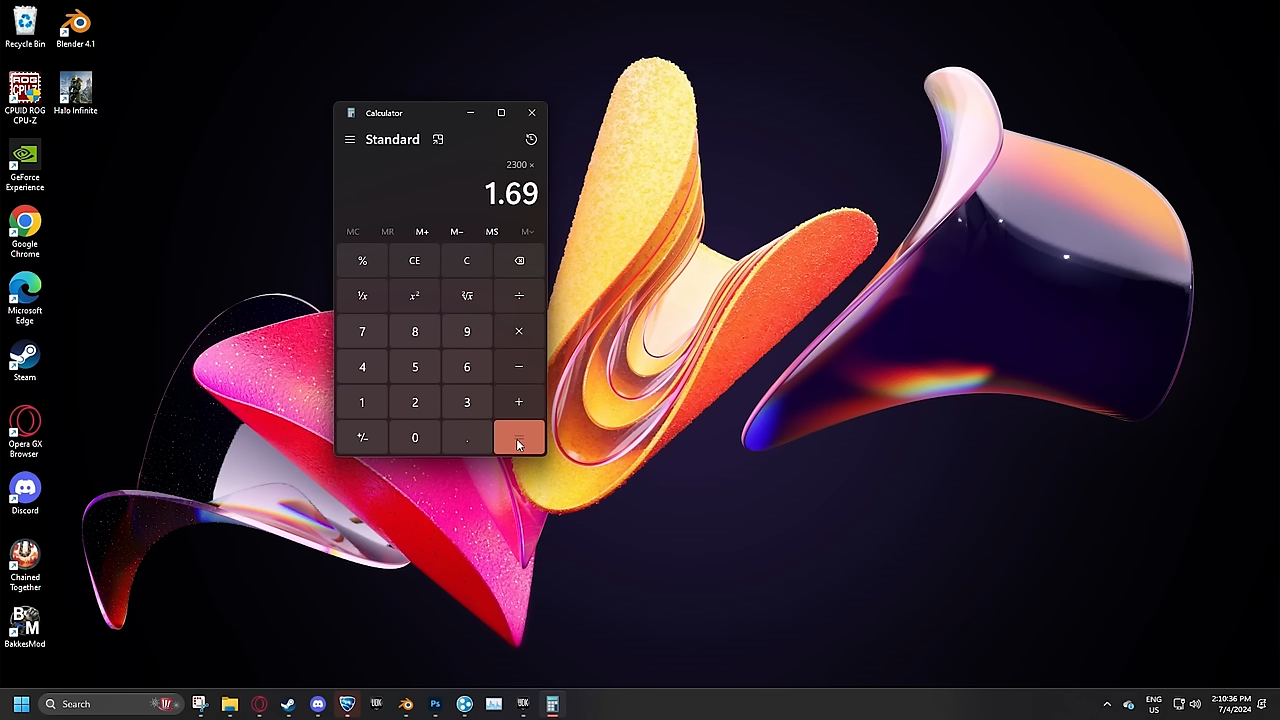 Recycle Bin
Blender 4.1
CPUID ROG
CPU-Z
Halo Infinite
GeForce
Experience
Google
Chrome
Microsoft
Edge
Steam
Opera GX
Browser
Discord
Chained
Together
BakkesMod
Calculator
Standard
2300 ×
1.69
MC MR M+ M− MS M˅
% CE C
¹/x x² ²√x ÷
7 8 9 ×
4 5 6 −
1 2 3 +
+/− 0 . =
Search
ENG
US
2:10:36 PM
7/4/2024